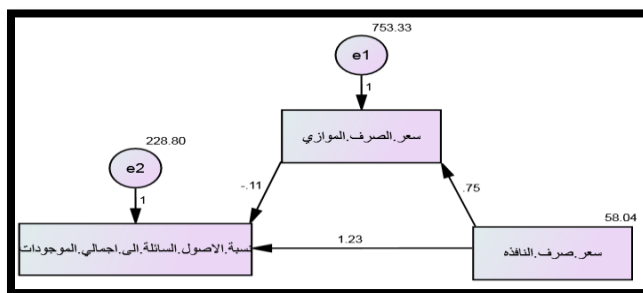 753.33
e1
1
سعر.الصرف.الموازي
228.80
e2
1
-.11
.75
58.04
نسبة.الاصول.السائلة.الى.اجمالي.الموجودات
1.23
سعر.صرف.النافذه